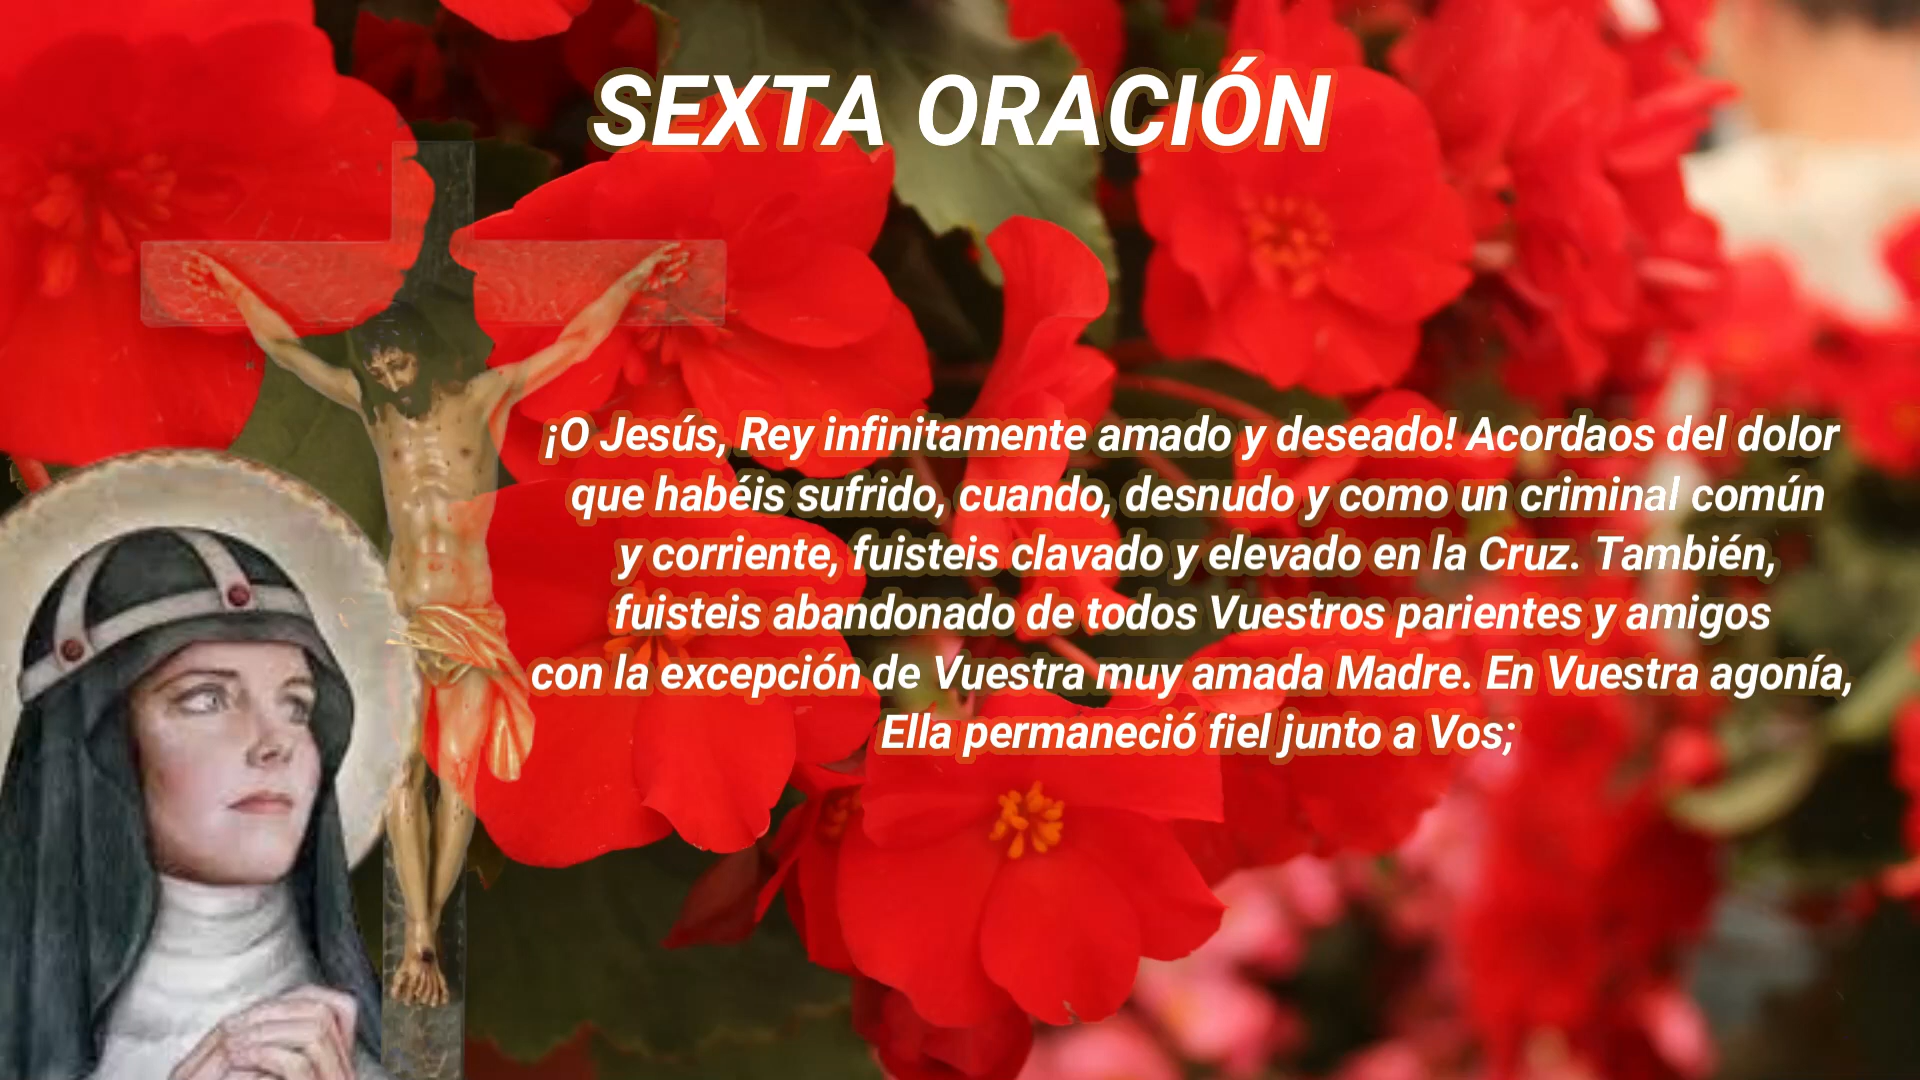 SEXTA ORACIÓN
¡O Jesús, Rey infinitamente amado y deseado! Acordaos del dolor
que habéis sufrido, cuando, desnudo y como un criminal común
y corriente, fuisteis clavado y elevado en la Cruz. También,
fuisteis abandonado de todos Vuestros parientes y amigos
con la excepción de Vuestra muy amada Madre. En Vuestra agonía,
Ella permaneció fiel junto a Vos;